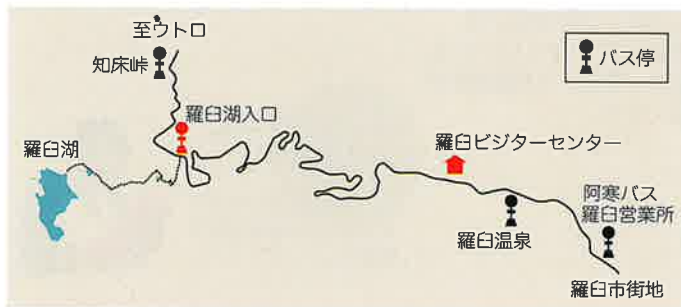 至ウトロ
知床峠
バス停
羅臼湖入口
羅臼湖
羅臼ビジターセンター
阿寒バス
羅臼営業所
羅臼温泉
羅臼市街地